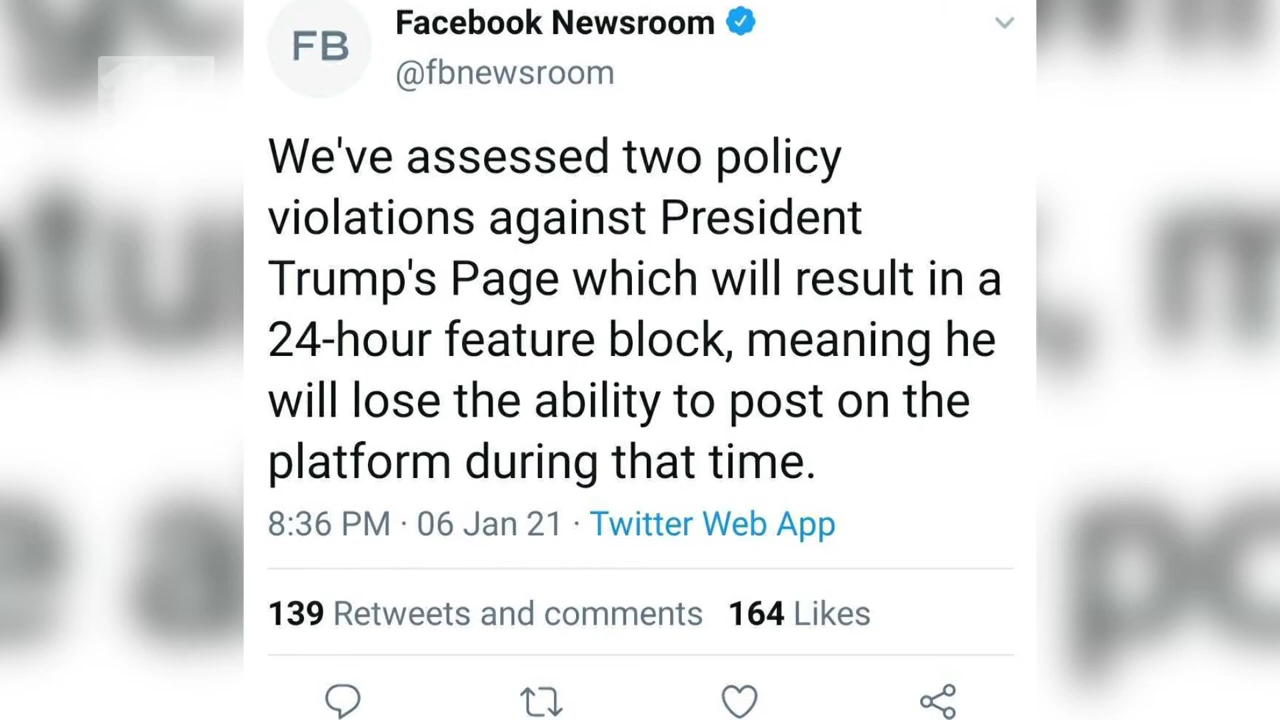 FB
Facebook Newsroom
@fbnewsroom
We've assessed two policy
violations against President
Trump's Page which will result in a
24-hour feature block, meaning he
will lose the ability to post on the
platform during that time.
8:36 PM · 06 Jan 21 · Twitter Web App
139 Retweets and comments 164 Likes